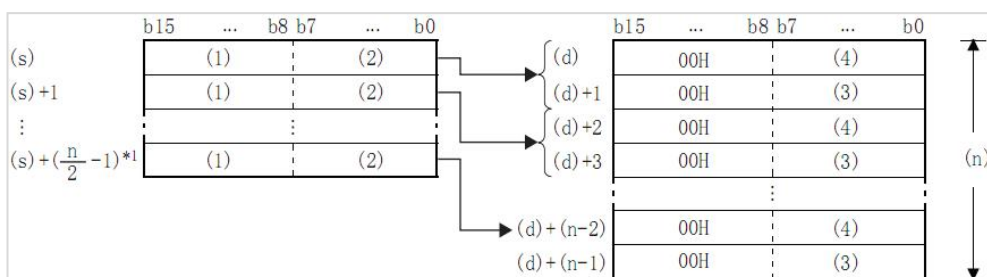 b15 ... b8 b7 ... b0 b15 ... b8 b7 ... b0
(s) (1) (2) (d) 00H (4)
(s)+1 (1) (2) (d)+1 00H (3)
⋮ ⋮ (d)+2 00H (4)
(s)+(n/2 -1)*1 (1) (2) (d)+3 00H (3) (n)
⋮
(d)+(n-2) 00H (4)
(d)+(n-1) 00H (3)